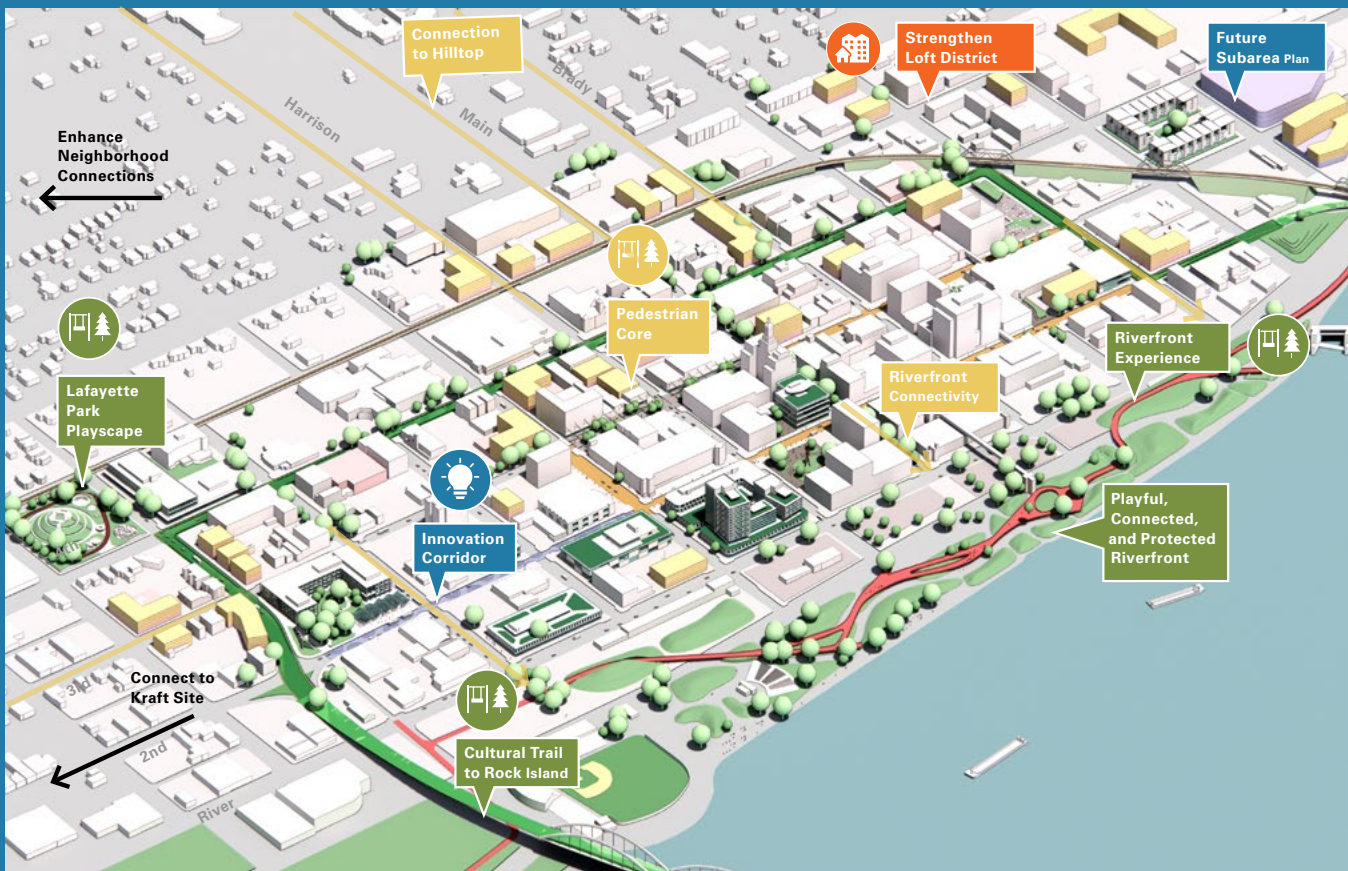 Connection
to Hilltop
Strengthen
Loft District
Future
Subarea Plan
Brady
Main
Harrison
Enhance
Neighborhood
Connections
Pedestrian
Core
Riverfront
Experience
Riverfront
Connectivity
Lafayette
Park
Playscape
Playful,
Connected,
and Protected
Riverfront
Innovation
Corridor
3rd
Connect to
Kraft Site
2nd
River
Cultural Trail
to Rock Island